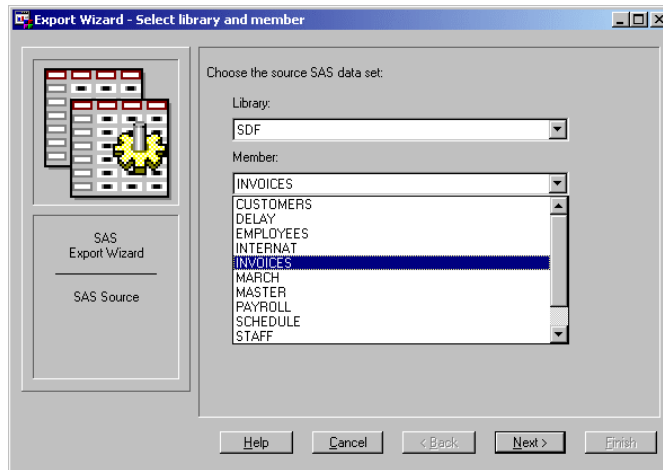 Export Wizard - Select library and member
Choose the source SAS data set:
Library:
SDF
Member:
INVOICES
CUSTOMERS
DELAY
EMPLOYEES
INTERNAT
INVOICES
MARCH
MASTER
PAYROLL
SCHEDULE
STAFF
SAS
Export Wizard
SAS Source
Help Cancel < Back Next > Finish